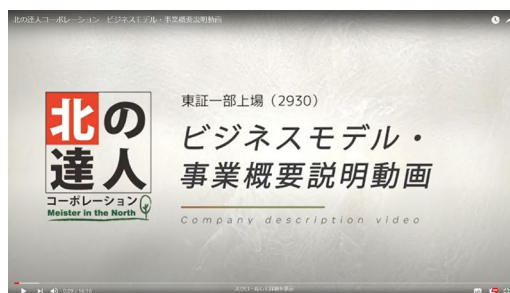 北の達人コーポレーション ビジネスモデル・事業概要説明動画
北の
達人
コーポレーション
Meister in the North
東証一部上場（2930）
ビジネスモデル・
事業概要説明動画
Company description video